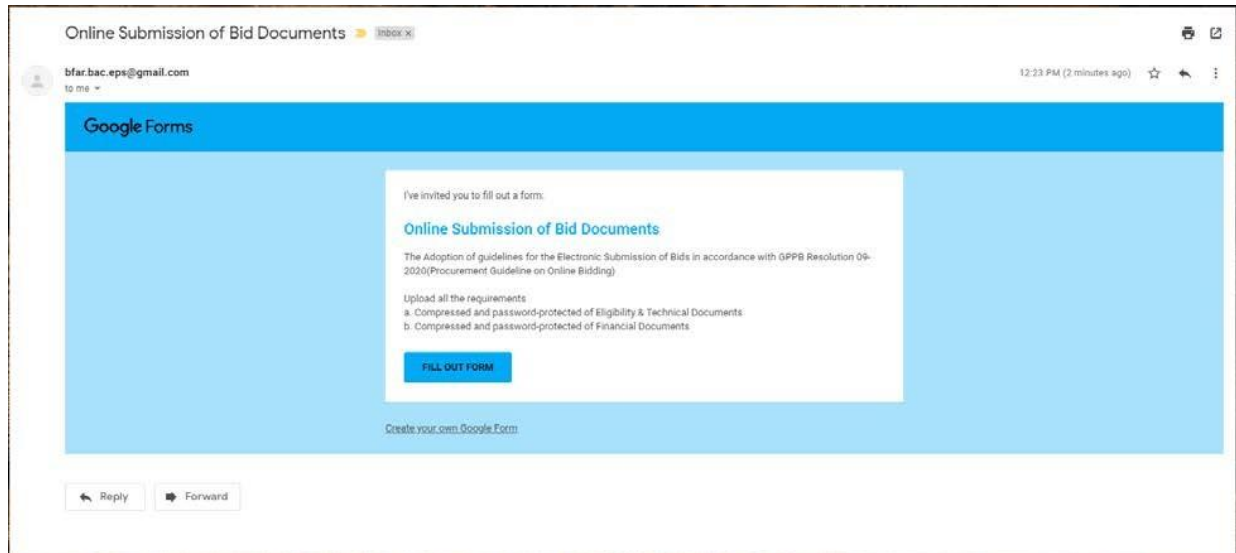 Online Submission of Bid Documents Inbox x
bfar.bac.eps@gmail.com 12:23 PM (2 minutes ago)
to me
Google Forms
I've invited you to fill out a form:
Online Submission of Bid Documents
The Adoption of guidelines for the Electronic Submission of Bids in accordance with GPPB Resolution 09-
2020(Procurement Guideline on Online Bidding)
Upload all the requirements
a. Compressed and password-protected of Eligibility & Technical Documents
b. Compressed and password-protected of Financial Documents
FILL OUT FORM
Create your own Google Form
Reply Forward